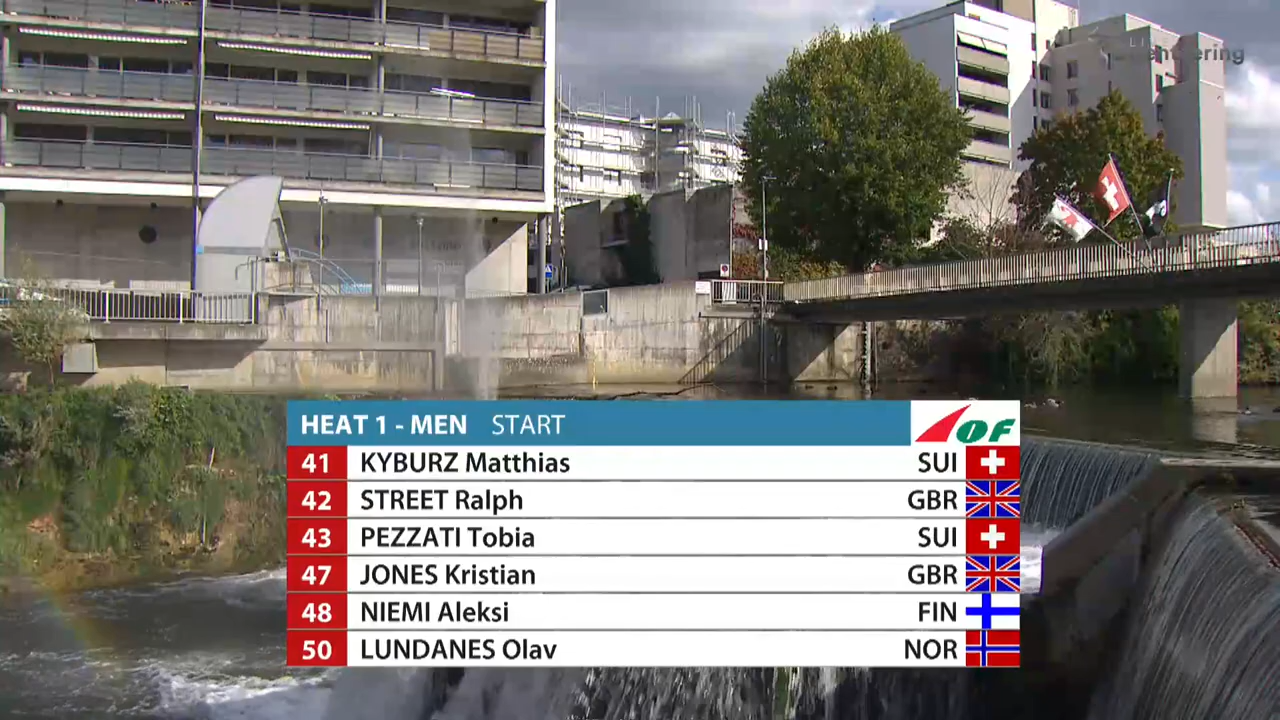 HEAT 1 - MEN START
IOF
41 KYBURZ Matthias SUI
42 STREET Ralph GBR
43 PEZZATI Tobia SUI
47 JONES Kristian GBR
48 NIEMI Aleksi FIN
50 LUNDANES Olav NOR